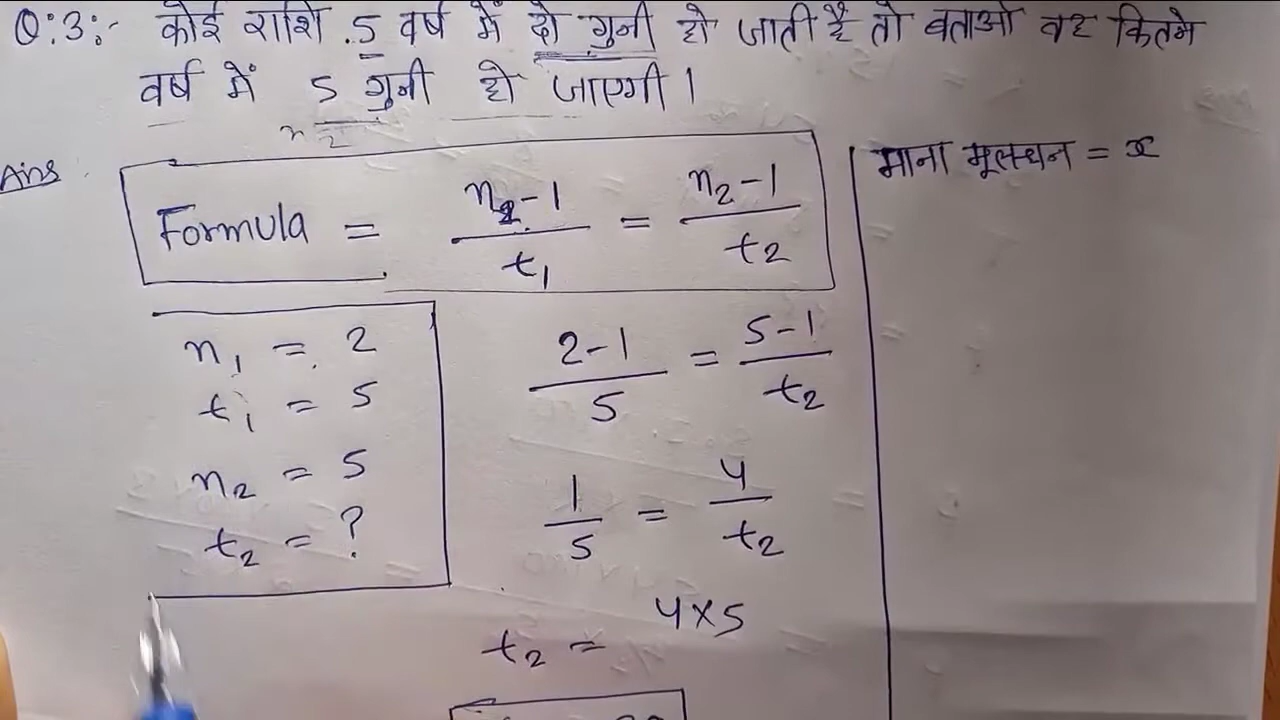 Q.3:- कोई राशि .5 वर्ष में दो गुनी हो जाती है तो बताओ वह कितने
वर्ष में 5 गुनी हो जाएगी।
Ans
Formula = n₂-1/t₁ = n₂-1/t₂
n₁ = 2
t₁ = 5
n₂ = 5
t₂ = ?
2-1/5 = 5-1/t₂
1/5 = 4/t₂
t₂ = 4×5
माना मूलधन = x